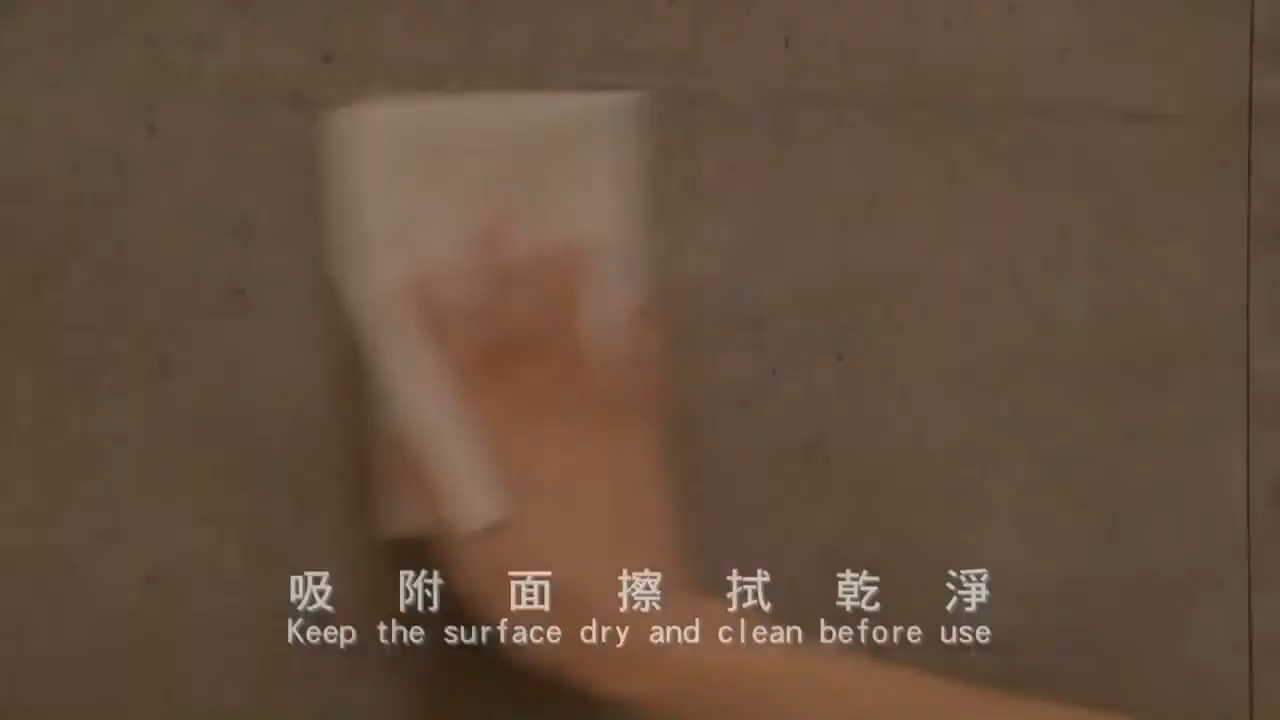 吸附面擦拭乾淨
Keep the surface dry and clean before use